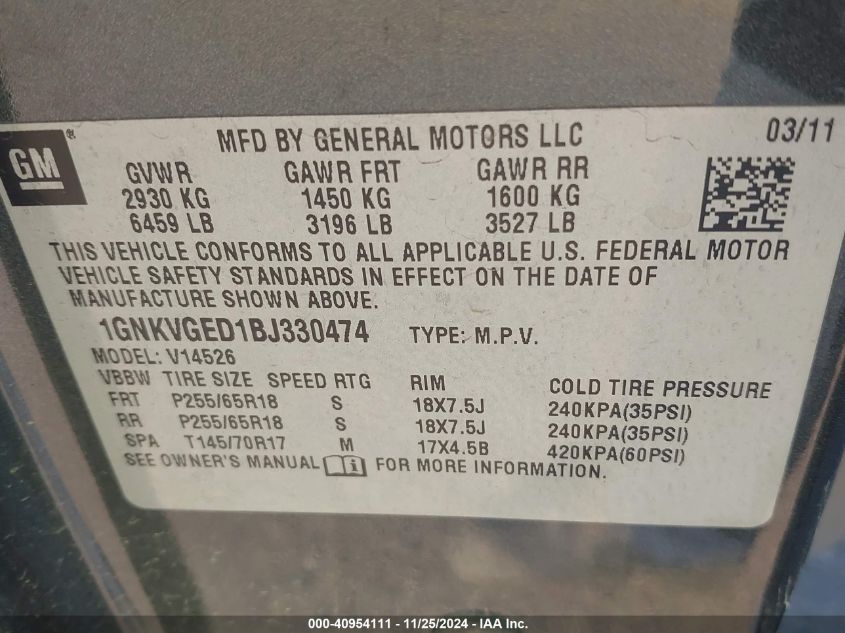 GM®
MFD BY GENERAL MOTORS LLC 03/11
GVWR GAWR FRT GAWR RR
2930 KG 1450 KG 1600 KG
6459 LB 3196 LB 3527 LB
THIS VEHICLE CONFORMS TO ALL APPLICABLE U.S. FEDERAL MOTOR
VEHICLE SAFETY STANDARDS IN EFFECT ON THE DATE OF
MANUFACTURE SHOWN ABOVE.
1GNKVGED1BJ330474 TYPE: M.P.V.
MODEL: V14526
VBBW TIRE SIZE SPEED RTG RIM COLD TIRE PRESSURE
FRT P255/65R18 S 18X7.5J 240KPA(35PSI)
RR P255/65R18 S 18X7.5J 240KPA(35PSI)
SPA T145/70R17 M 17X4.5B 420KPA(60PSI)
SEE OWNER'S MANUAL FOR MORE INFORMATION.
000-40954111 - 11/25/2024 - IAA Inc.